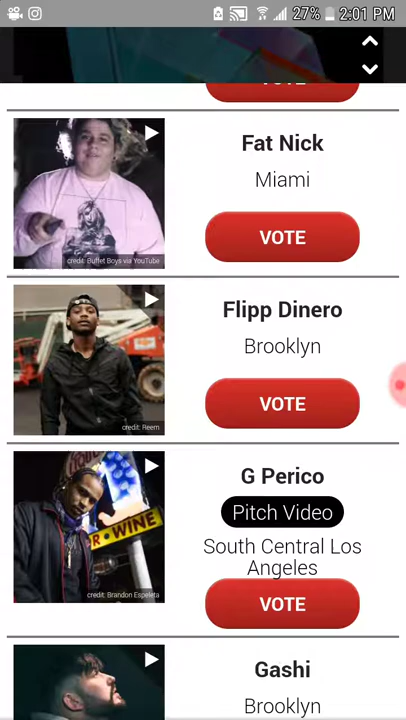 27% 2:01 PM
VOTE
Fat Nick
Miami
VOTE
credit: Buffet Boys via YouTube
Flipp Dinero
Brooklyn
VOTE
credit: Reem
G Perico
Pitch Video
South Central Los
Angeles
VOTE
R·WINE
credit: Brandon Espeleta
Gashi
Brooklyn